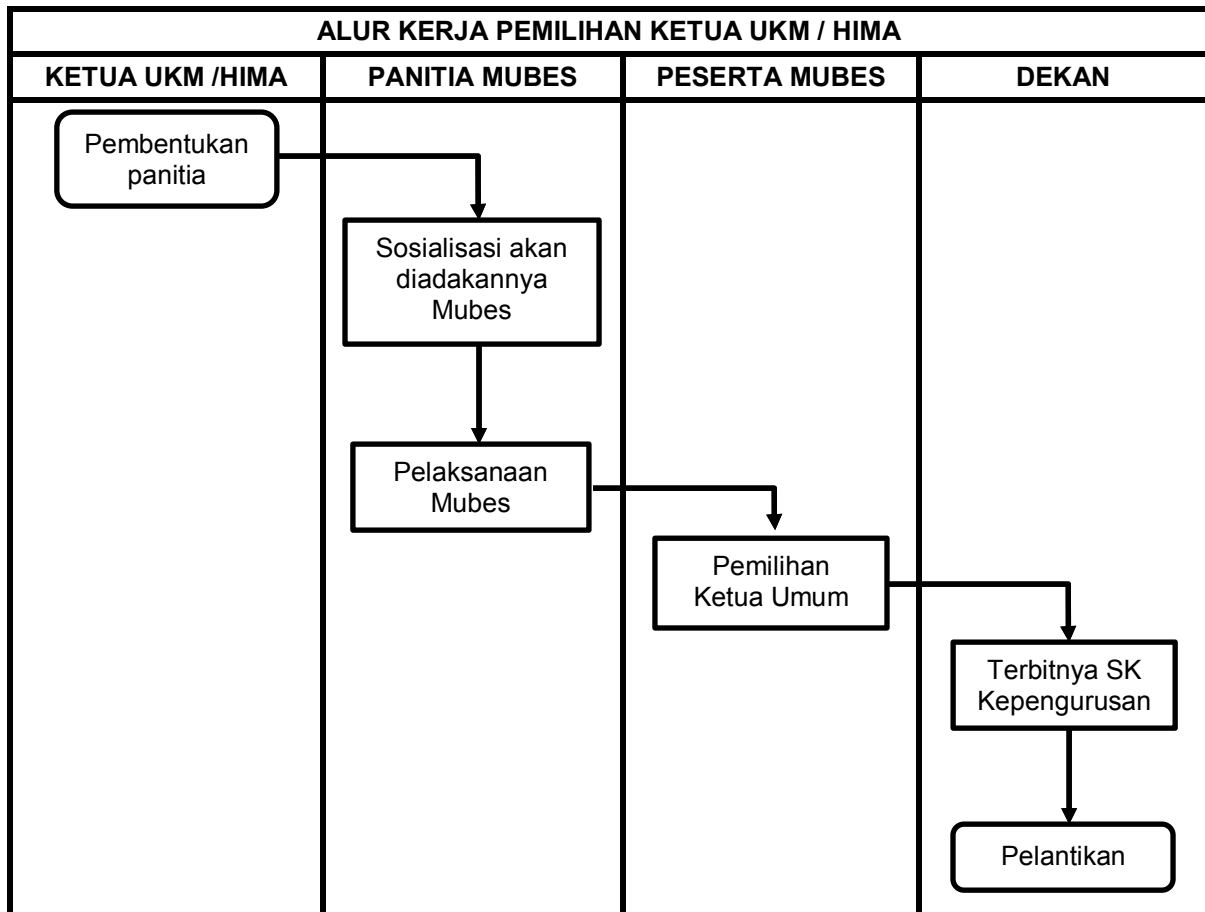 ALUR KERJA PEMILIHAN KETUA UKM / HIMA
KETUA UKM /HIMA
PANITIA MUBES
PESERTA MUBES
DEKAN
Pembentukan
panitia
Sosialisasi akan
diadakannya
Mubes
Pelaksanaan
Mubes
Pemilihan
Ketua Umum
Terbitnya SK
Kepengurusan
Pelantikan